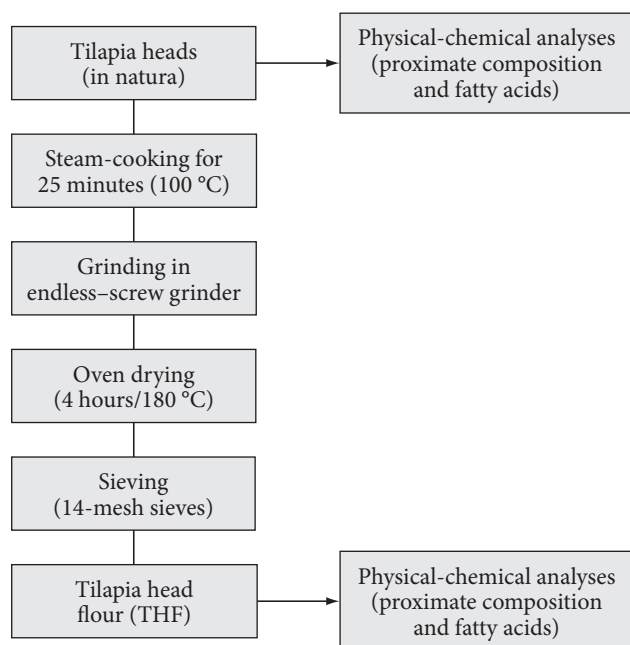 Tilapia heads
(in natura)
Physical-chemical analyses
(proximate composition
and fatty acids)
Steam-cooking for
25 minutes (100 °C)
Grinding in
endless–screw grinder
Oven drying
(4 hours/180 °C)
Sieving
(14-mesh sieves)
Tilapia head
flour (THF)
Physical-chemical analyses
(proximate composition
and fatty acids)